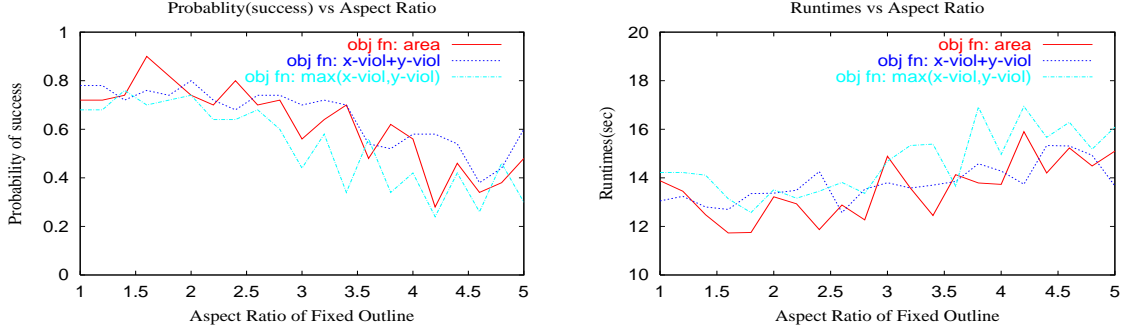 Probablity(success) vs Aspect Ratio
1
0.8
0.6
0.4
0.2
0
Probability of success
obj fn: area
obj fn: x-viol+y-viol
obj fn: max(x-viol,y-viol)
1 1.5 2 2.5 3 3.5 4 4.5 5
Aspect Ratio of Fixed Outline
Runtimes vs Aspect Ratio
20
18
16
14
12
10
Runtimes(sec)
obj fn: area
obj fn: x-viol+y-viol
obj fn: max(x-viol,y-viol)
1 1.5 2 2.5 3 3.5 4 4.5 5
Aspect Ratio of Fixed Outline